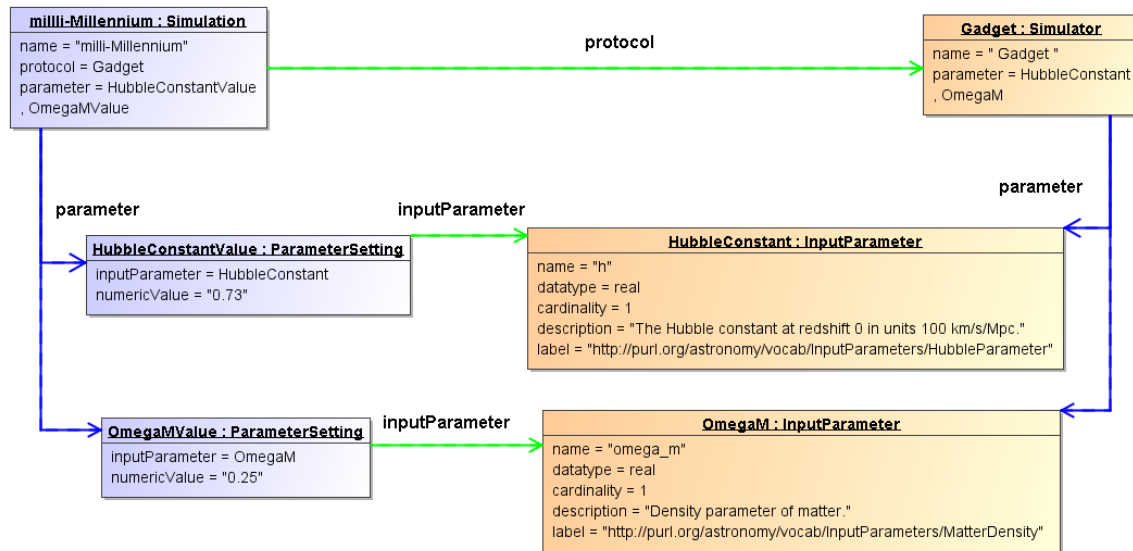 millli-Millennium : Simulation
name = "milli-Millennium"
protocol = Gadget
parameter = HubbleConstantValue
, OmegaMValue
protocol
Gadget : Simulator
name = " Gadget "
parameter = HubbleConstant
, OmegaM
parameter
inputParameter
parameter
HubbleConstantValue : ParameterSetting
inputParameter = HubbleConstant
numericValue = "0.73"
HubbleConstant : InputParameter
name = "h"
datatype = real
cardinality = 1
description = "The Hubble constant at redshift 0 in units 100 km/s/Mpc."
label = "http://purl.org/astronomy/vocab/InputParameters/HubbleParameter"
inputParameter
OmegaMValue : ParameterSetting
inputParameter = OmegaM
numericValue = "0.25"
OmegaM : InputParameter
name = "omega_m"
datatype = real
cardinality = 1
description = "Density parameter of matter."
label = "http://purl.org/astronomy/vocab/InputParameters/MatterDensity"